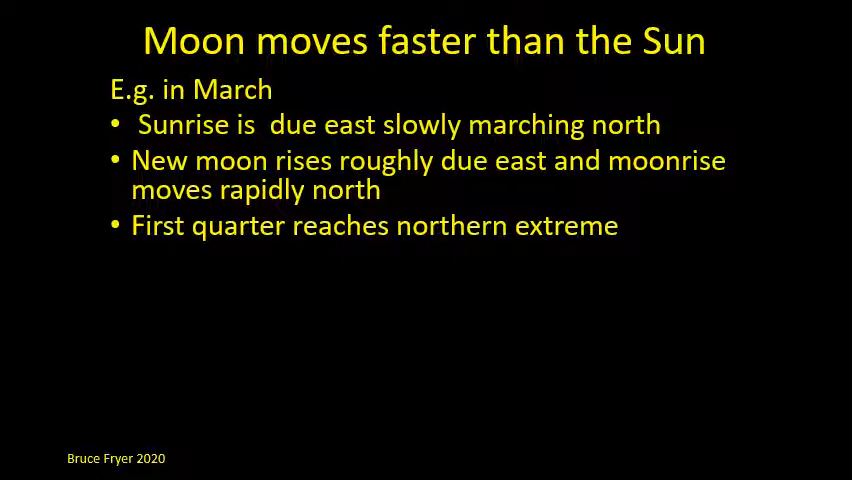 Moon moves faster than the Sun
E.g. in March
• Sunrise is due east slowly marching north
• New moon rises roughly due east and moonrise
moves rapidly north
• First quarter reaches northern extreme
Bruce Fryer 2020